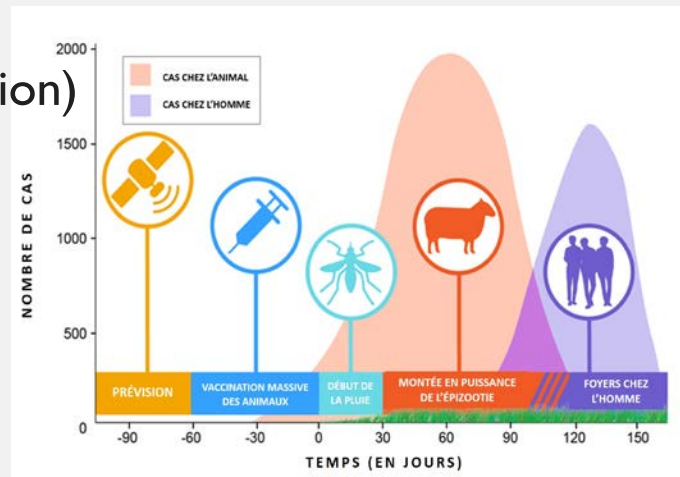 ion)
2000
1500
1000
500
0
NOMBRE DE CAS
CAS CHEZ L'ANIMAL
CAS CHEZ L'HOMME
PRÉVISION
VACCINATION MASSIVE
DES ANIMAUX
DÉBUT DE
LA PLUIE
MONTÉE EN PUISSANCE
DE L'ÉPIZOOTIE
FOYERS CHEZ
L'HOMME
-90 -60 -30 0 30 60 90 120 150
TEMPS (EN JOURS)